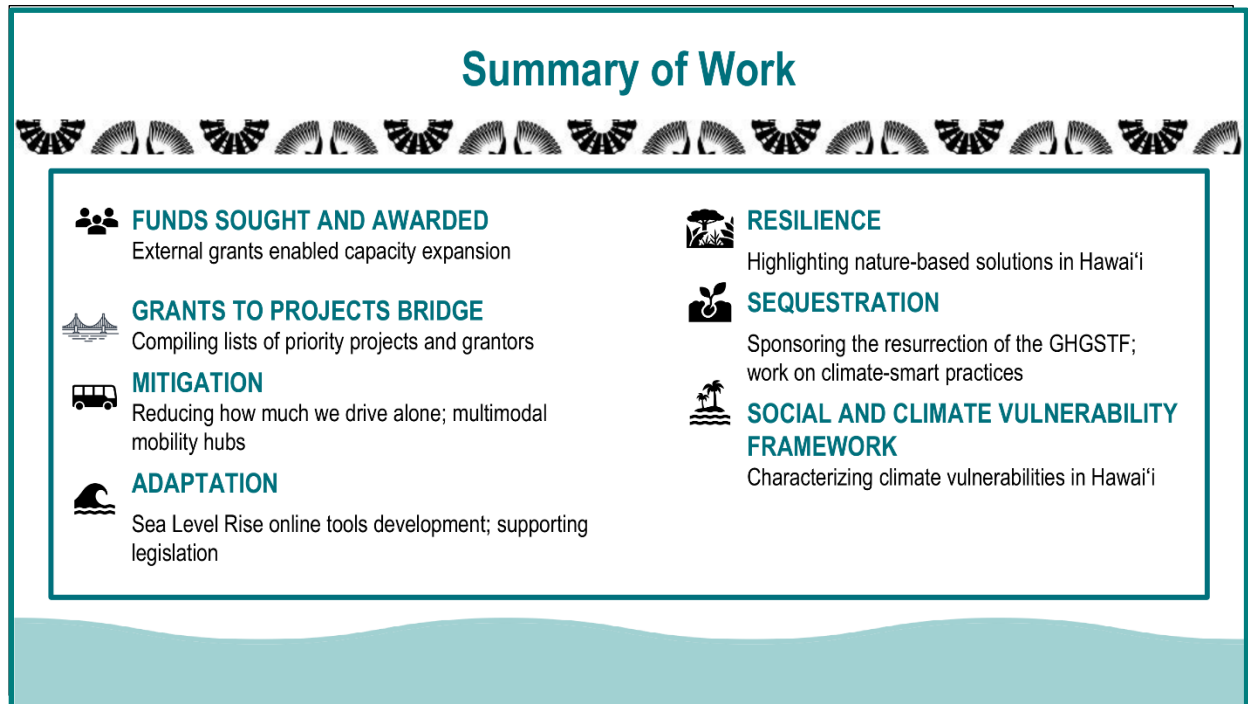 Summary of Work
FUNDS SOUGHT AND AWARDED
External grants enabled capacity expansion
GRANTS TO PROJECTS BRIDGE
Compiling lists of priority projects and grantors
MITIGATION
Reducing how much we drive alone; multimodal
mobility hubs
ADAPTATION
Sea Level Rise online tools development; supporting
legislation
RESILIENCE
Highlighting nature-based solutions in Hawaiʻi
SEQUESTRATION
Sponsoring the resurrection of the GHGSTF;
work on climate-smart practices
SOCIAL AND CLIMATE VULNERABILITY
FRAMEWORK
Characterizing climate vulnerabilities in Hawaiʻi